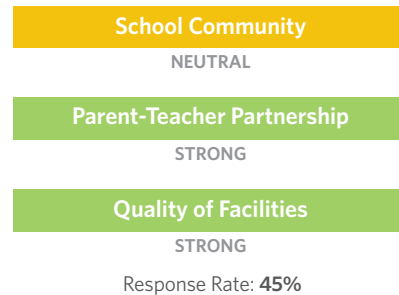 School Community
NEUTRAL
Parent-Teacher Partnership
STRONG
Quality of Facilities
STRONG
Response Rate: 45%